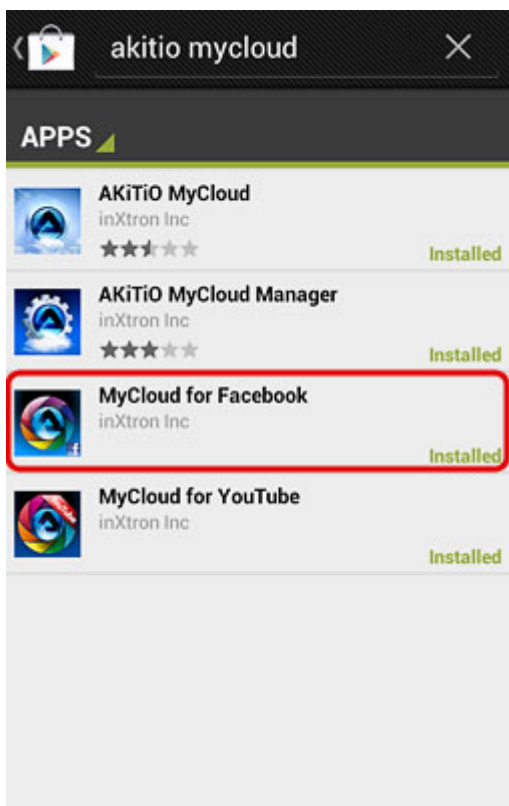 akitio mycloud
APPS
AKiTiO MyCloud
inXtron Inc
Installed
AKiTiO MyCloud Manager
inXtron Inc
Installed
MyCloud for Facebook
inXtron Inc
Installed
MyCloud for YouTube
inXtron Inc
Installed